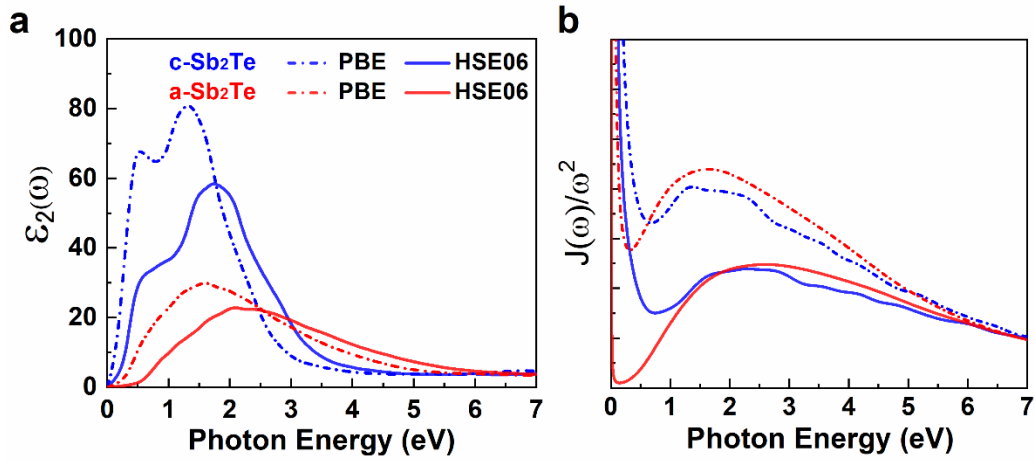 a
100
80
60
40
20
0
ε₂(ω)
c-Sb₂Te PBE HSE06
a-Sb₂Te PBE HSE06
0 1 2 3 4 5 6 7
Photon Energy (eV)
b
J(ω)/ω²
0 1 2 3 4 5 6 7
Photon Energy (eV)